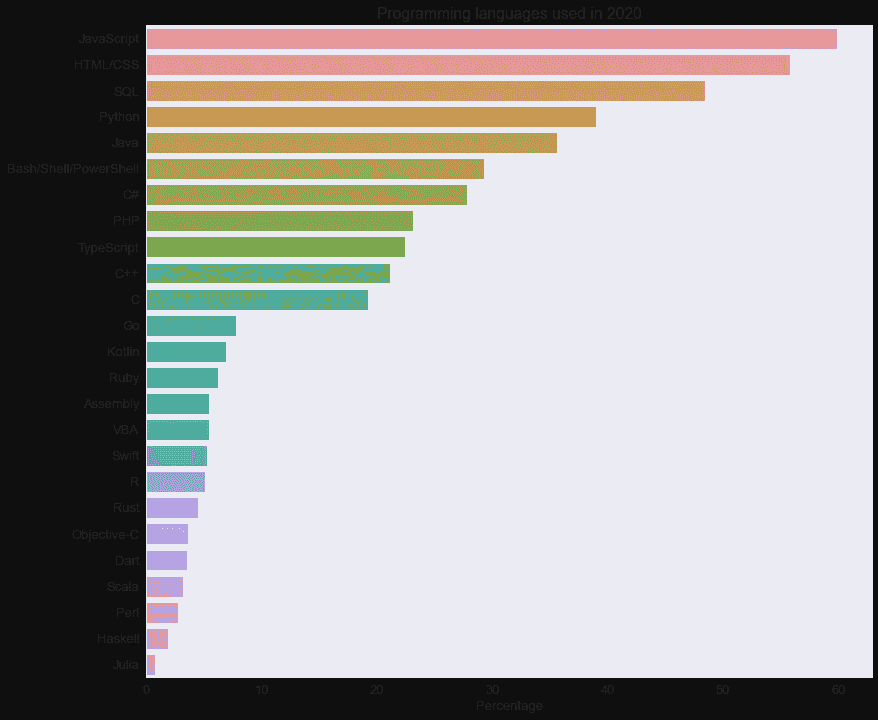 Programming languages used in 2020
JavaScript
HTML/CSS
SQL
Python
Java
Bash/Shell/PowerShell
C#
PHP
TypeScript
C++
C
Go
Kotlin
Ruby
Assembly
VBA
Swift
R
Rust
Objective-C
Dart
Scala
Perl
Haskell
Julia
0 10 20 30 40 50 60
Percentage